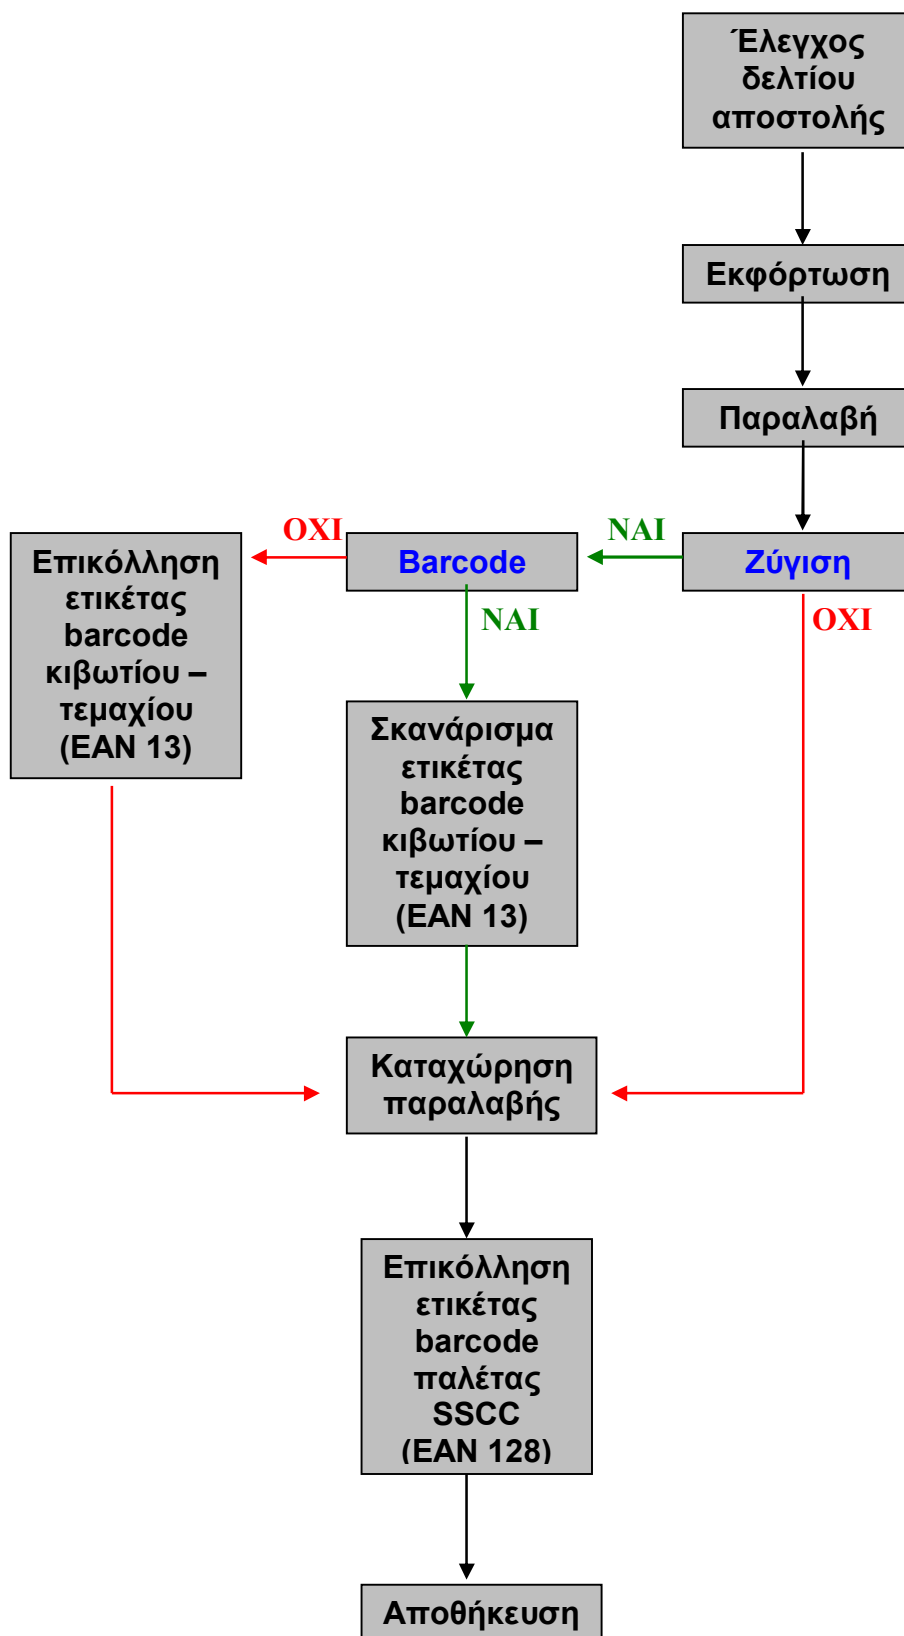 Έλεγχος
δελτίου
αποστολής
Εκφόρτωση
Παραλαβή
Ζύγιση
ΝΑΙ
ΟΧΙ
Barcode
ΟΧΙ
ΝΑΙ
Επικόλληση
ετικέτας
barcode
κιβωτίου –
τεμαχίου
(EAN 13)
Σκανάρισμα
ετικέτας
barcode
κιβωτίου –
τεμαχίου
(EAN 13)
Καταχώρηση
παραλαβής
Επικόλληση
ετικέτας
barcode
παλέτας
SSCC
(EAN 128)
Αποθήκευση